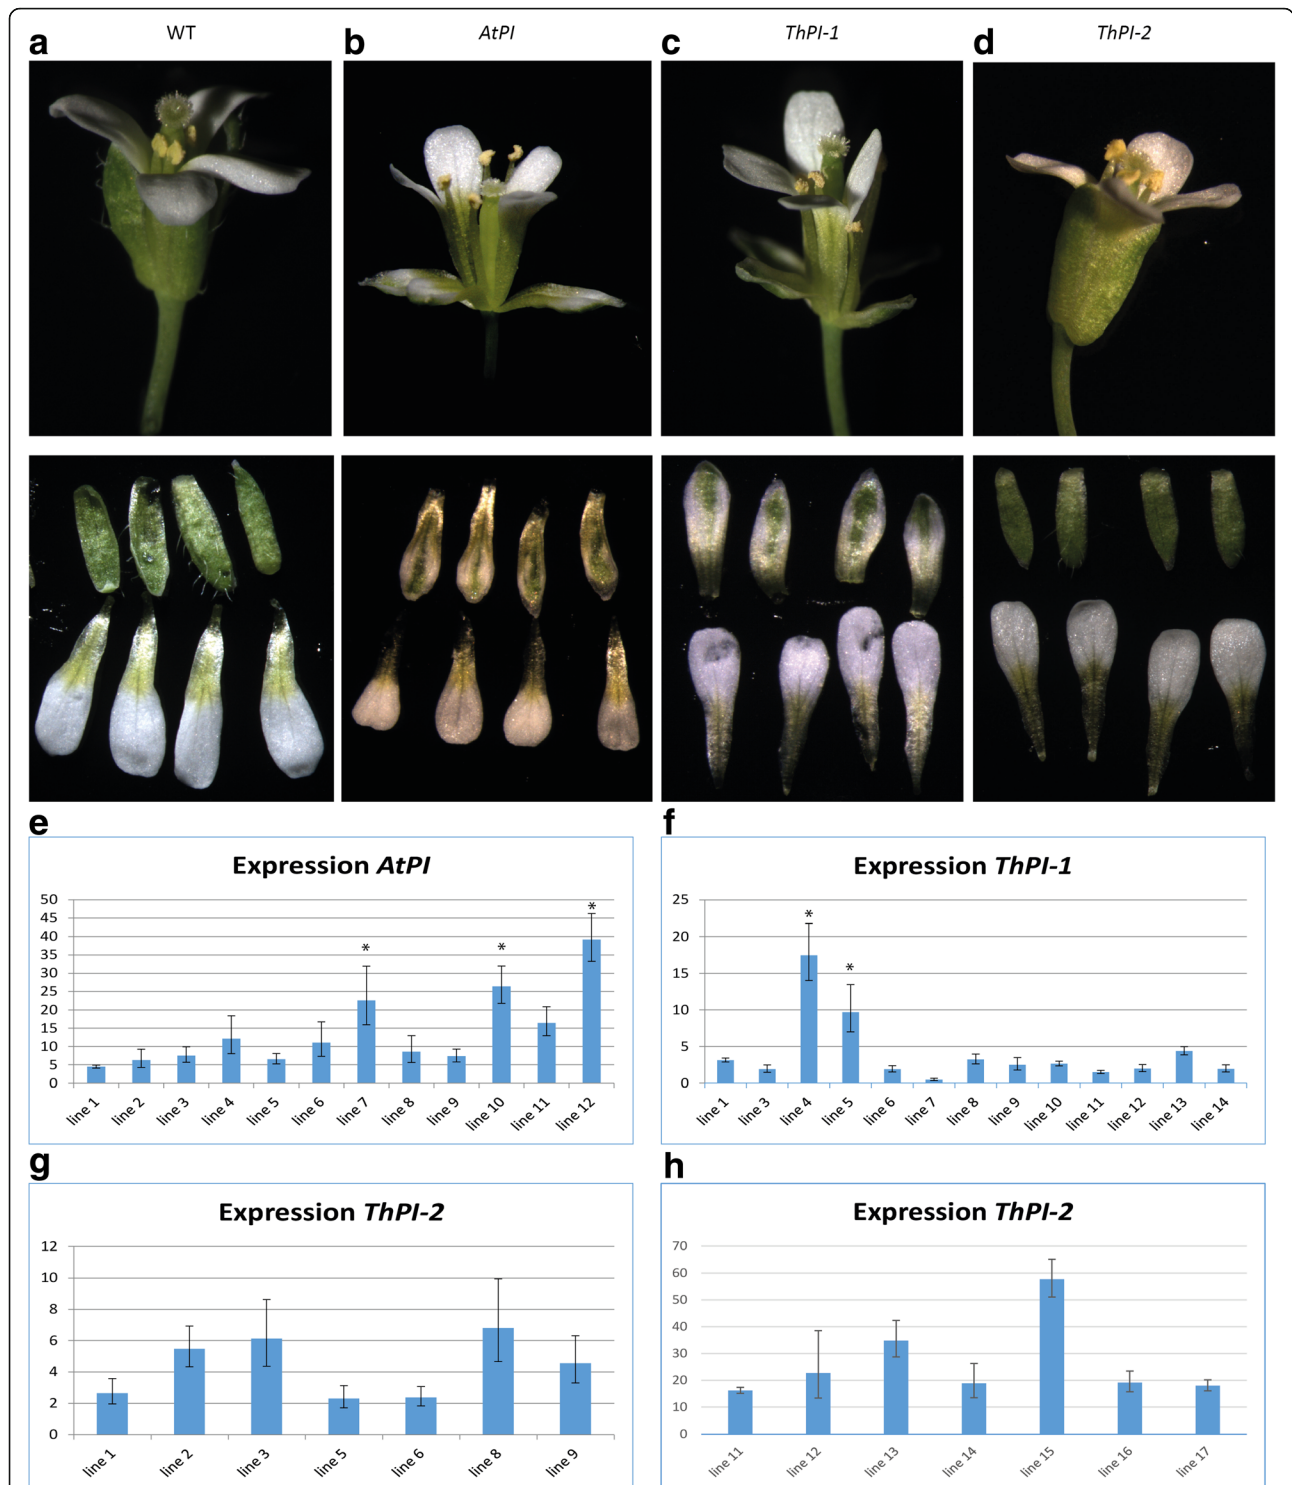 a WT
b AtPI
c ThPI-1
d ThPI-2
e
Expression AtPI
50
45
40
35
30
25
20
15
10
5
0
*
*
*
line 1
line 2
line 3
line 4
line 5
line 6
line 7
line 8
line 9
line 10
line 11
line 12
f
Expression ThPI-1
25
20
15
10
5
0
*
*
line 1
line 3
line 4
line 5
line 6
line 7
line 8
line 9
line 10
line 11
line 12
line 13
line 14
g
Expression ThPI-2
12
10
8
6
4
2
0
line 1
line 2
line 3
line 5
line 6
line 8
line 9
h
Expression ThPI-2
70
60
50
40
30
20
10
0
line 11
line 12
line 13
line 14
line 15
line 16
line 17